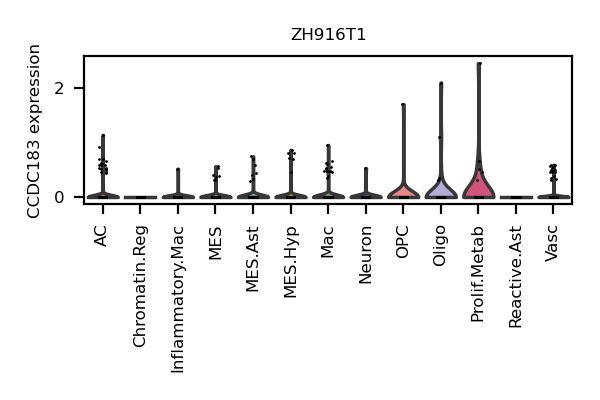 ZH916T1
CCDC183 expression
2
0
AC
Chromatin.Reg
Inflammatory.Mac
MES
MES.Ast
MES.Hyp
Mac
Neuron
OPC
Oligo
Prolif.Metab
Reactive.Ast
Vasc